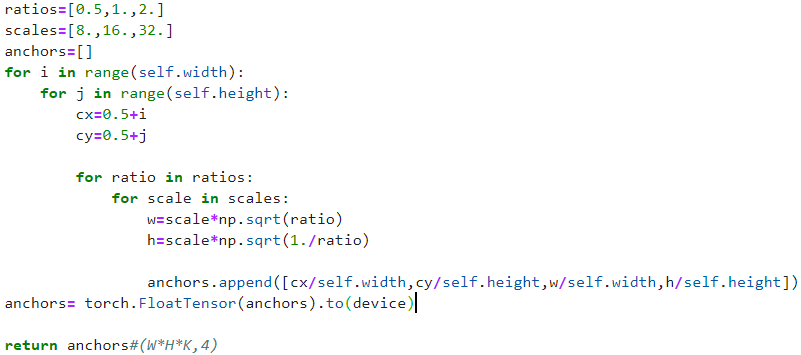 ratios=[0.5,1.,2.]
scales=[8.,16.,32.]
anchors=[]
for i in range(self.width):
    for j in range(self.height):
        cx=0.5+i
        cy=0.5+j

        for ratio in ratios:
            for scale in scales:
                w=scale*np.sqrt(ratio)
                h=scale*np.sqrt(1./ratio)

                anchors.append([cx/self.width,cy/self.height,w/self.width,h/self.height])
anchors= torch.FloatTensor(anchors).to(device)

return anchors#(W*H*K,4)